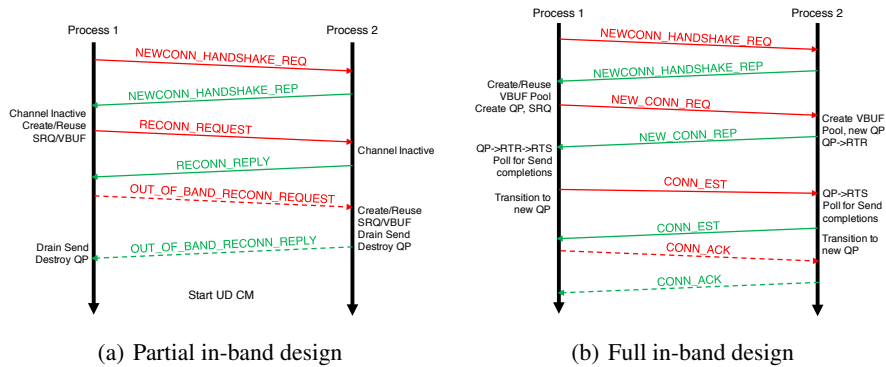 Process 1
Process 2
NEWCONN_HANDSHAKE_REQ
NEWCONN_HANDSHAKE_REP
Channel Inactive
Create/Reuse
SRQ/VBUF
RECONN_REQUEST
Channel Inactive
RECONN_REPLY
OUT_OF_BAND_RECONN_REQUEST
Create/Reuse
SRQ/VBUF
Drain Send
Destroy QP
OUT_OF_BAND_RECONN_REPLY
Drain Send
Destroy QP
Start UD CM
(a) Partial in-band design
Process 1
Process 2
NEWCONN_HANDSHAKE_REQ
NEWCONN_HANDSHAKE_REP
Create/Reuse
VBUF Pool
Create QP, SRQ
NEW_CONN_REQ
Create VBUF
Pool, new QP
QP->RTR
NEW_CONN_REP
QP->RTR->RTS
Poll for Send
completions
CONN_EST
Transition to
new QP
QP->RTS
Poll for Send
completions
CONN_EST
Transition to
new QP
CONN_ACK
CONN_ACK
(b) Full in-band design